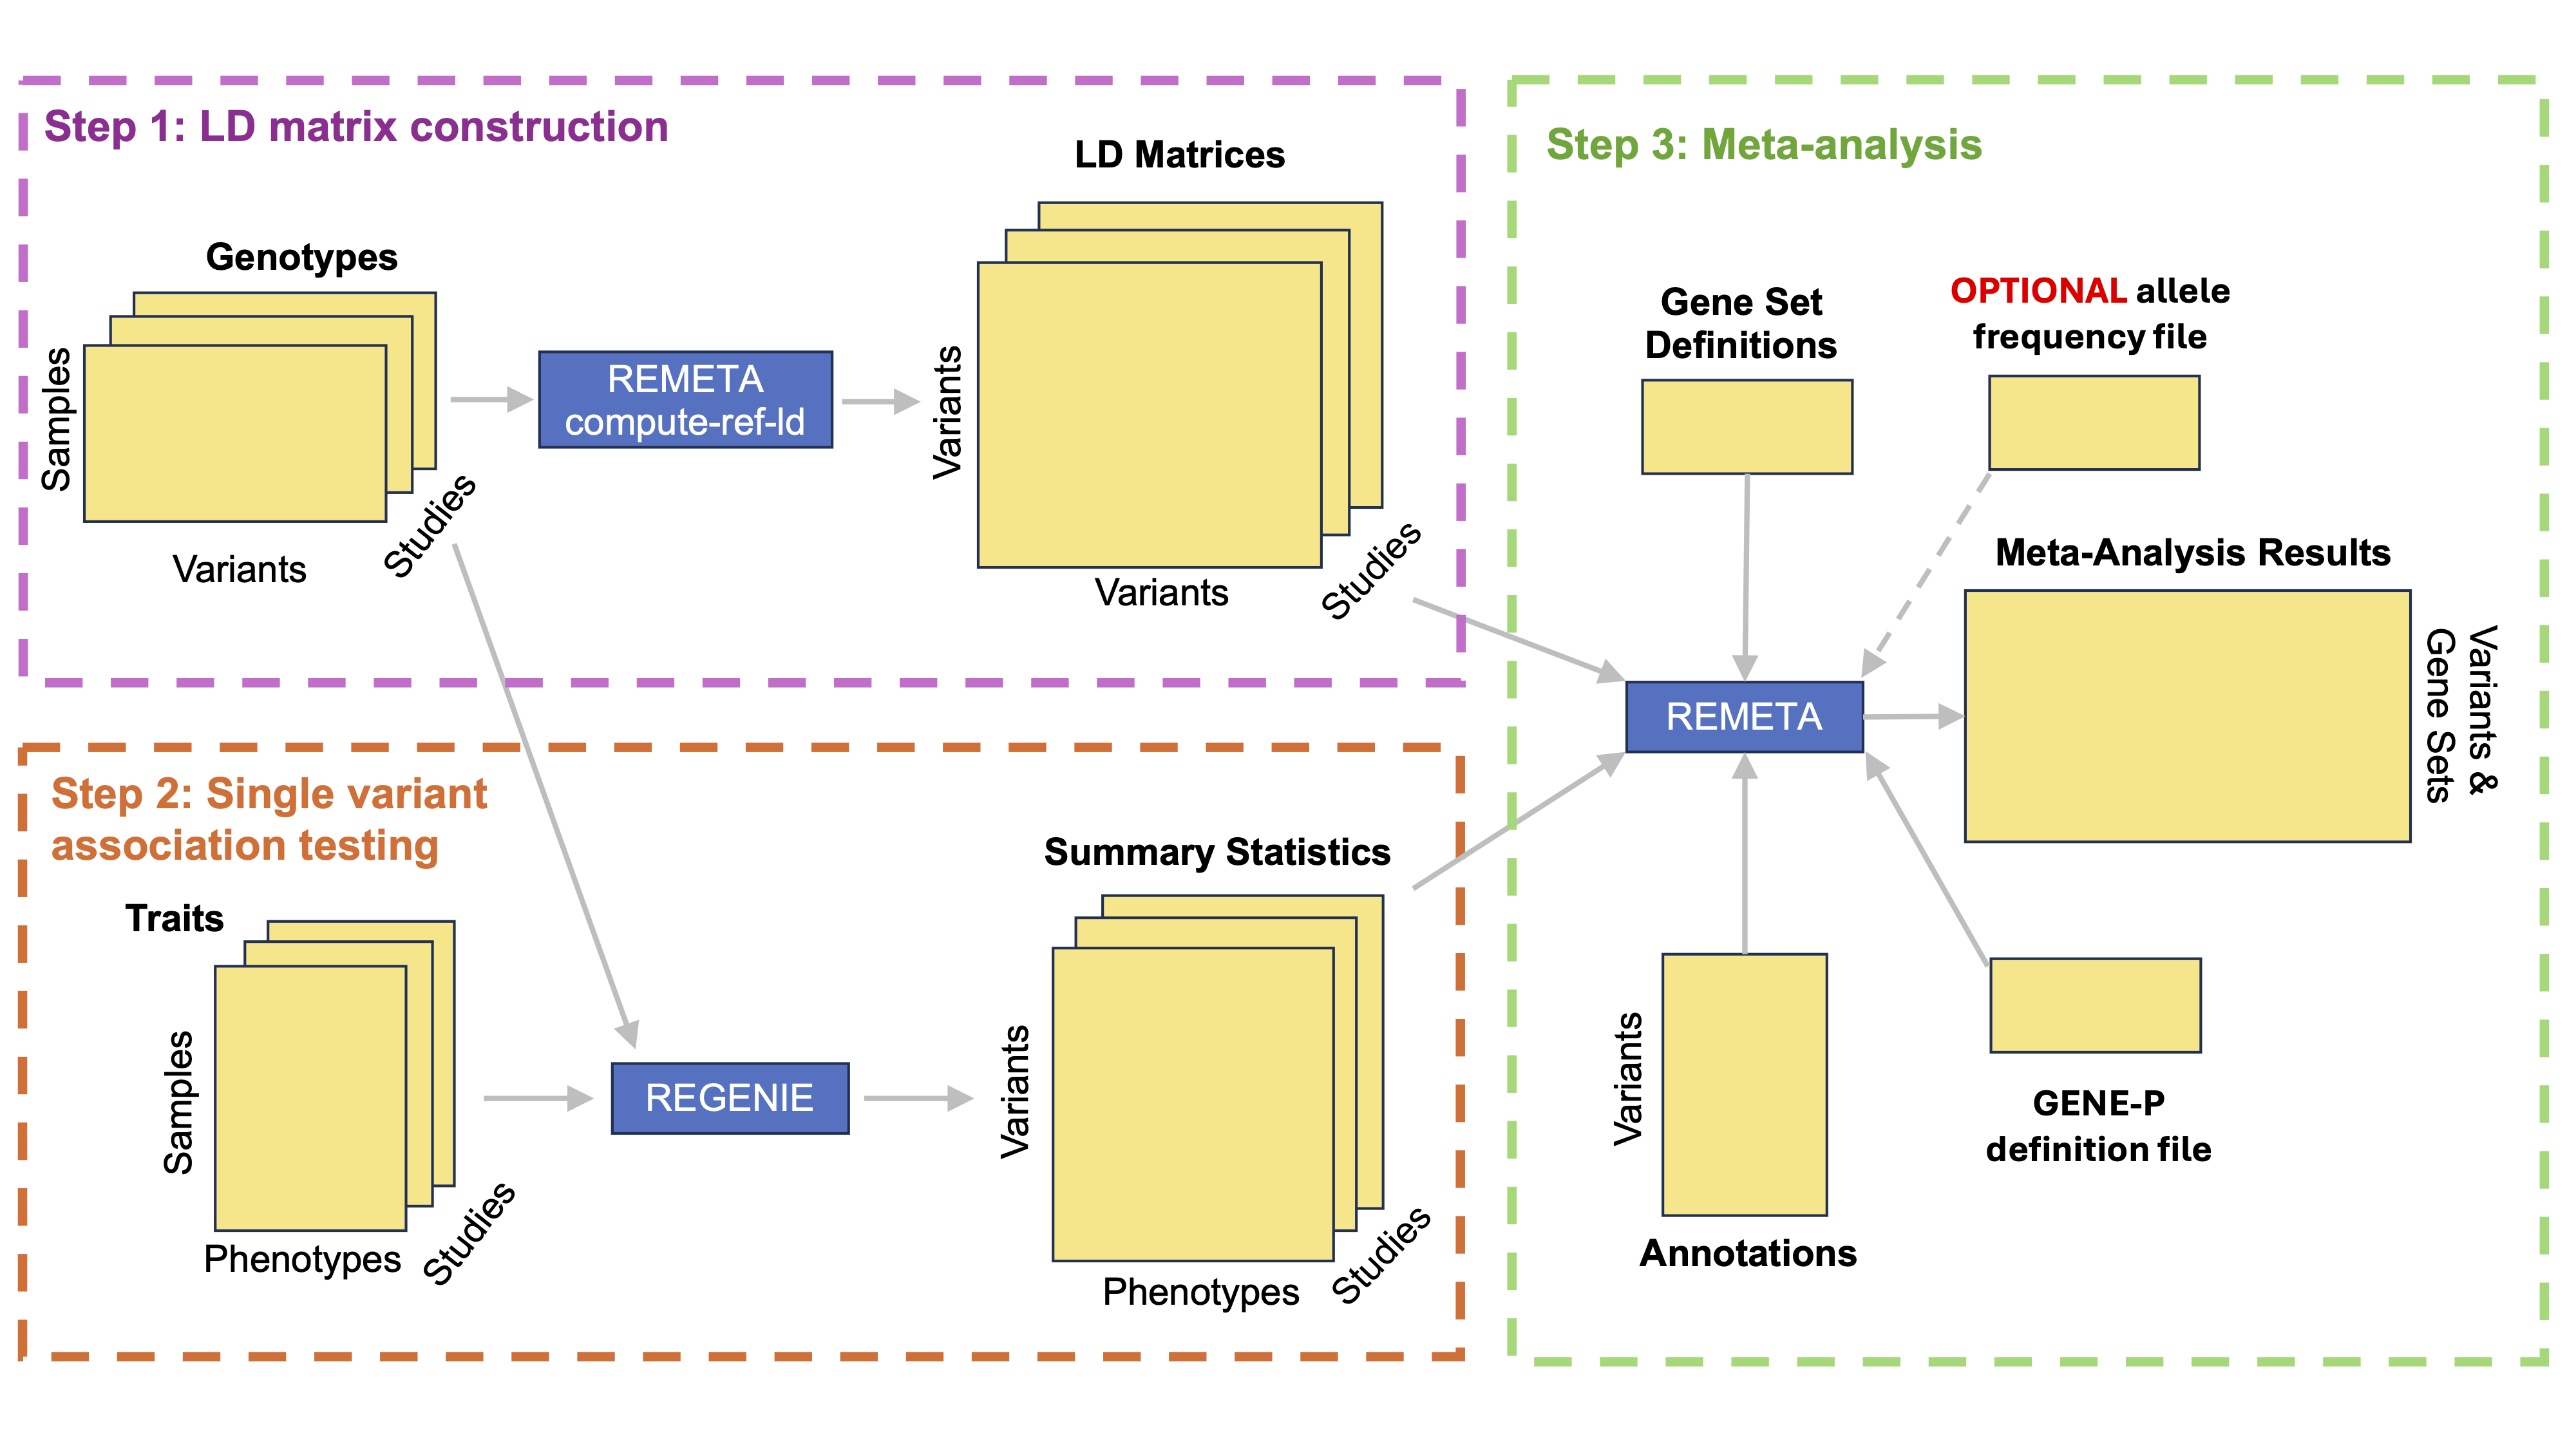 Step 1: LD matrix construction
Genotypes
Samples
Variants
Studies
REMETA
compute-ref-ld
LD Matrices
Variants
Variants
Studies
Step 2: Single variant
association testing
Traits
Samples
Phenotypes
Studies
REGENIE
Summary Statistics
Variants
Phenotypes
Studies
Step 3: Meta-analysis
Gene Set
Definitions
OPTIONAL allele
frequency file
Meta-Analysis Results
Variants &
Gene Sets
REMETA
Variants
Annotations
GENE-P
definition file